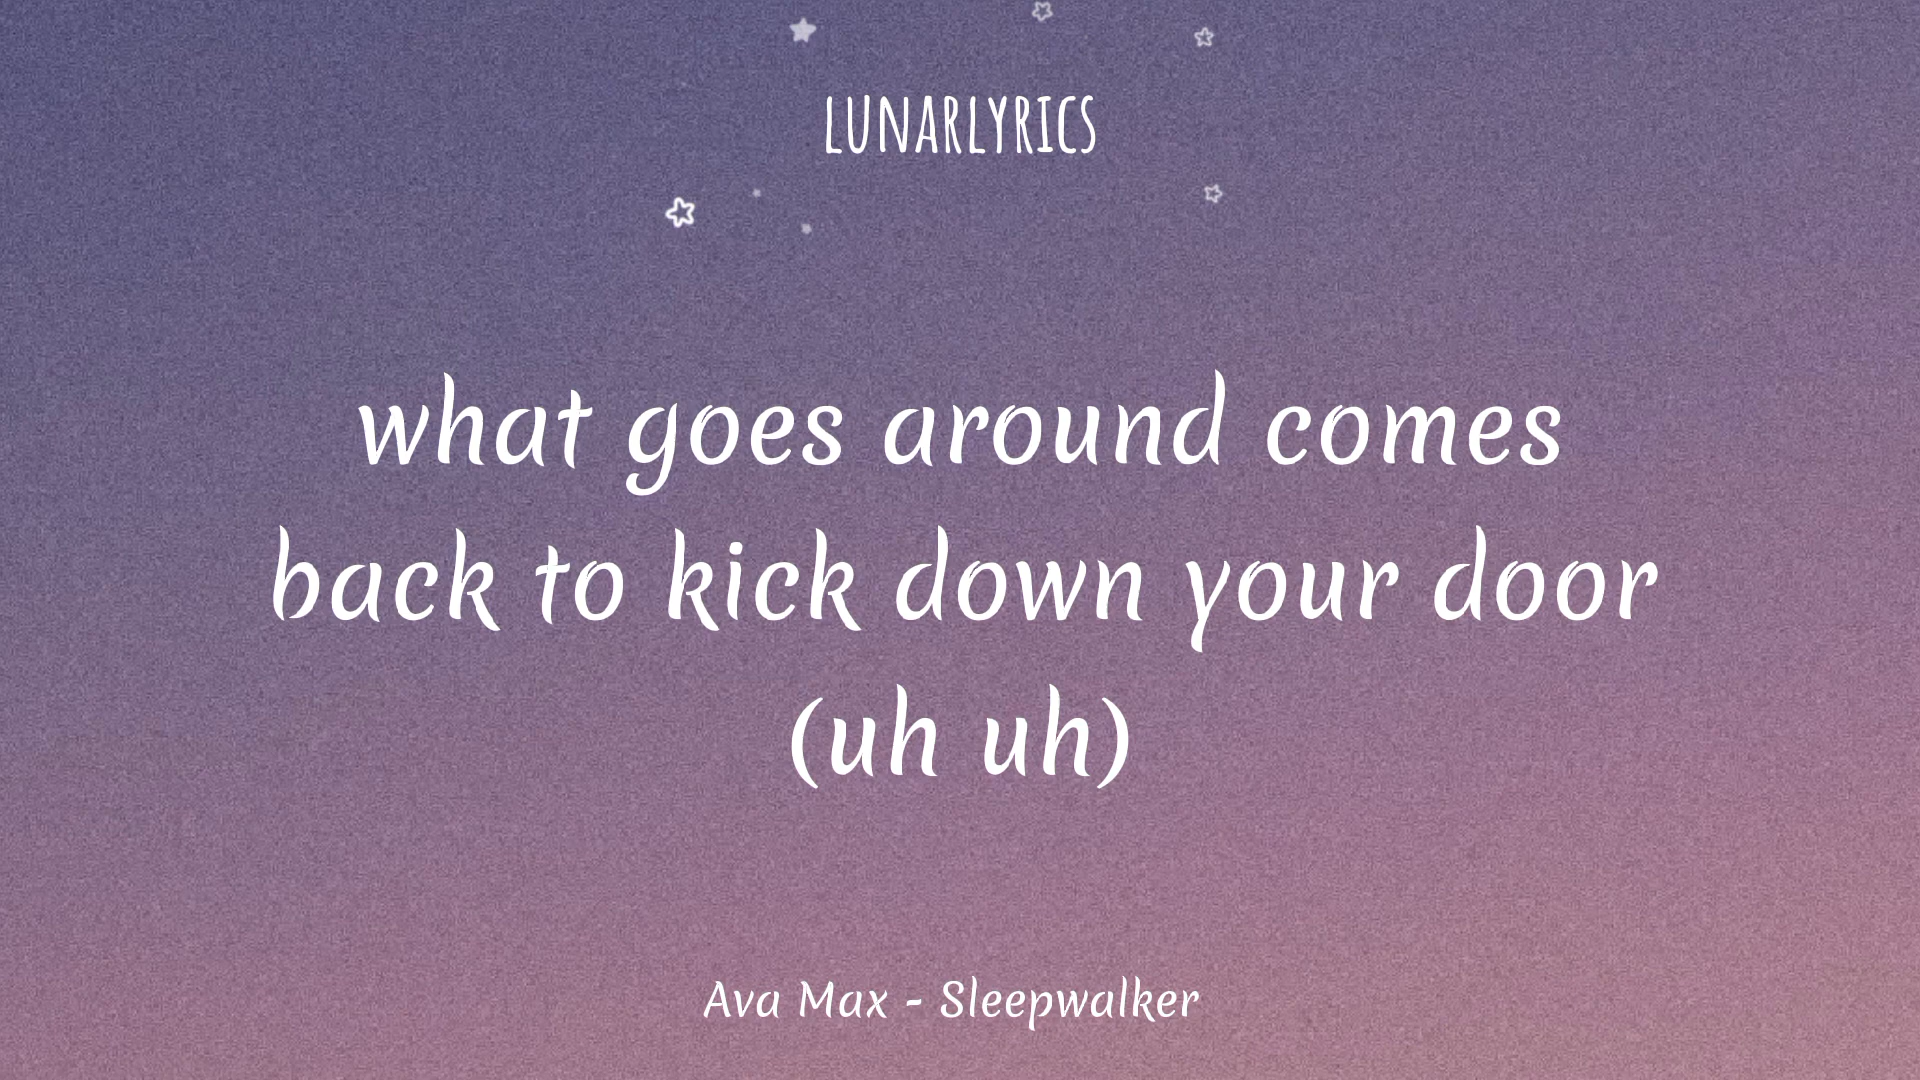 LUNARLYRICS
what goes around comes
back to kick down your door
(uh uh)
Ava Max - Sleepwalker